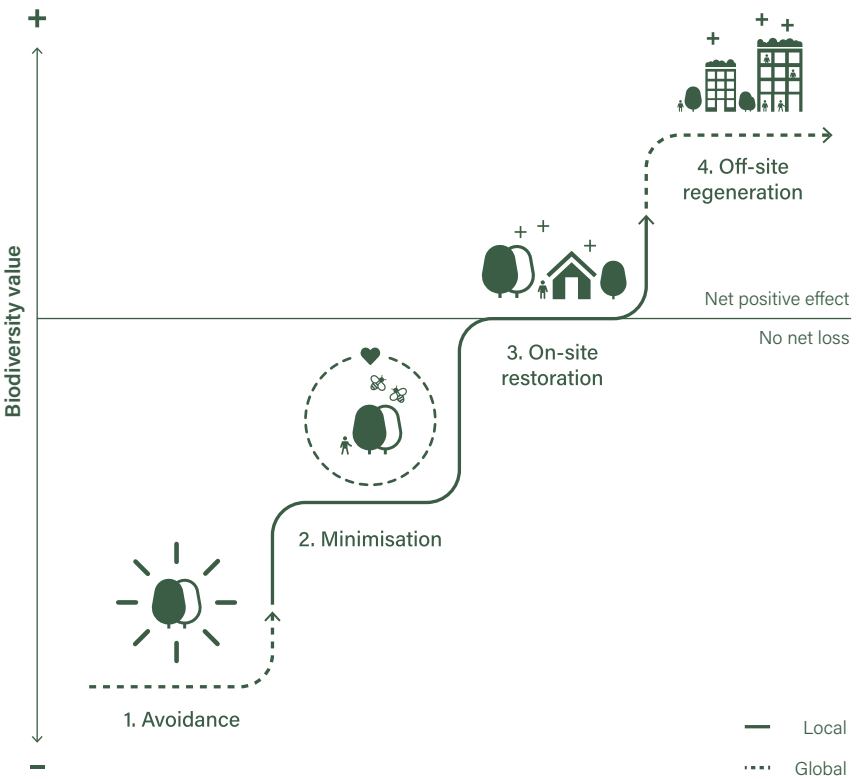 +
4. Off-site
regeneration
Biodiversity value
Net positive effect
No net loss
3. On-site
restoration
2. Minimisation
1. Avoidance
Local
−
Global